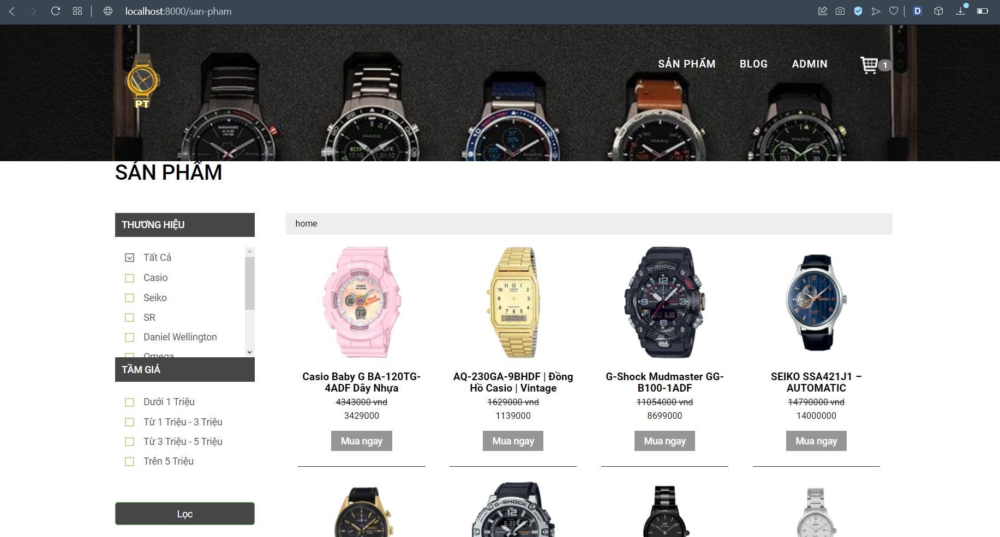 localhost:8000/san-pham
D
PT
SẢN PHẨM
BLOG
ADMIN
1
SẢN PHẨM
THƯƠNG HIỆU
Tất Cả
Casio
Seiko
SR
Daniel Wellington
Omega
TẦM GIÁ
Dưới 1 Triệu
Từ 1 Triệu - 3 Triệu
Từ 3 Triệu - 5 Triệu
Trên 5 Triệu
Lọc
home
Casio Baby G BA-120TG-
4ADF Dây Nhựa
4343000 vnd
3429000
Mua ngay
AQ-230GA-9BHDF | Đồng
Hồ Casio | Vintage
1629000 vnd
1139000
Mua ngay
G-Shock Mudmaster GG-
B100-1ADF
11054000 vnd
8699000
Mua ngay
SEIKO SSA421J1 –
AUTOMATIC
14790000 vnd
14000000
Mua ngay